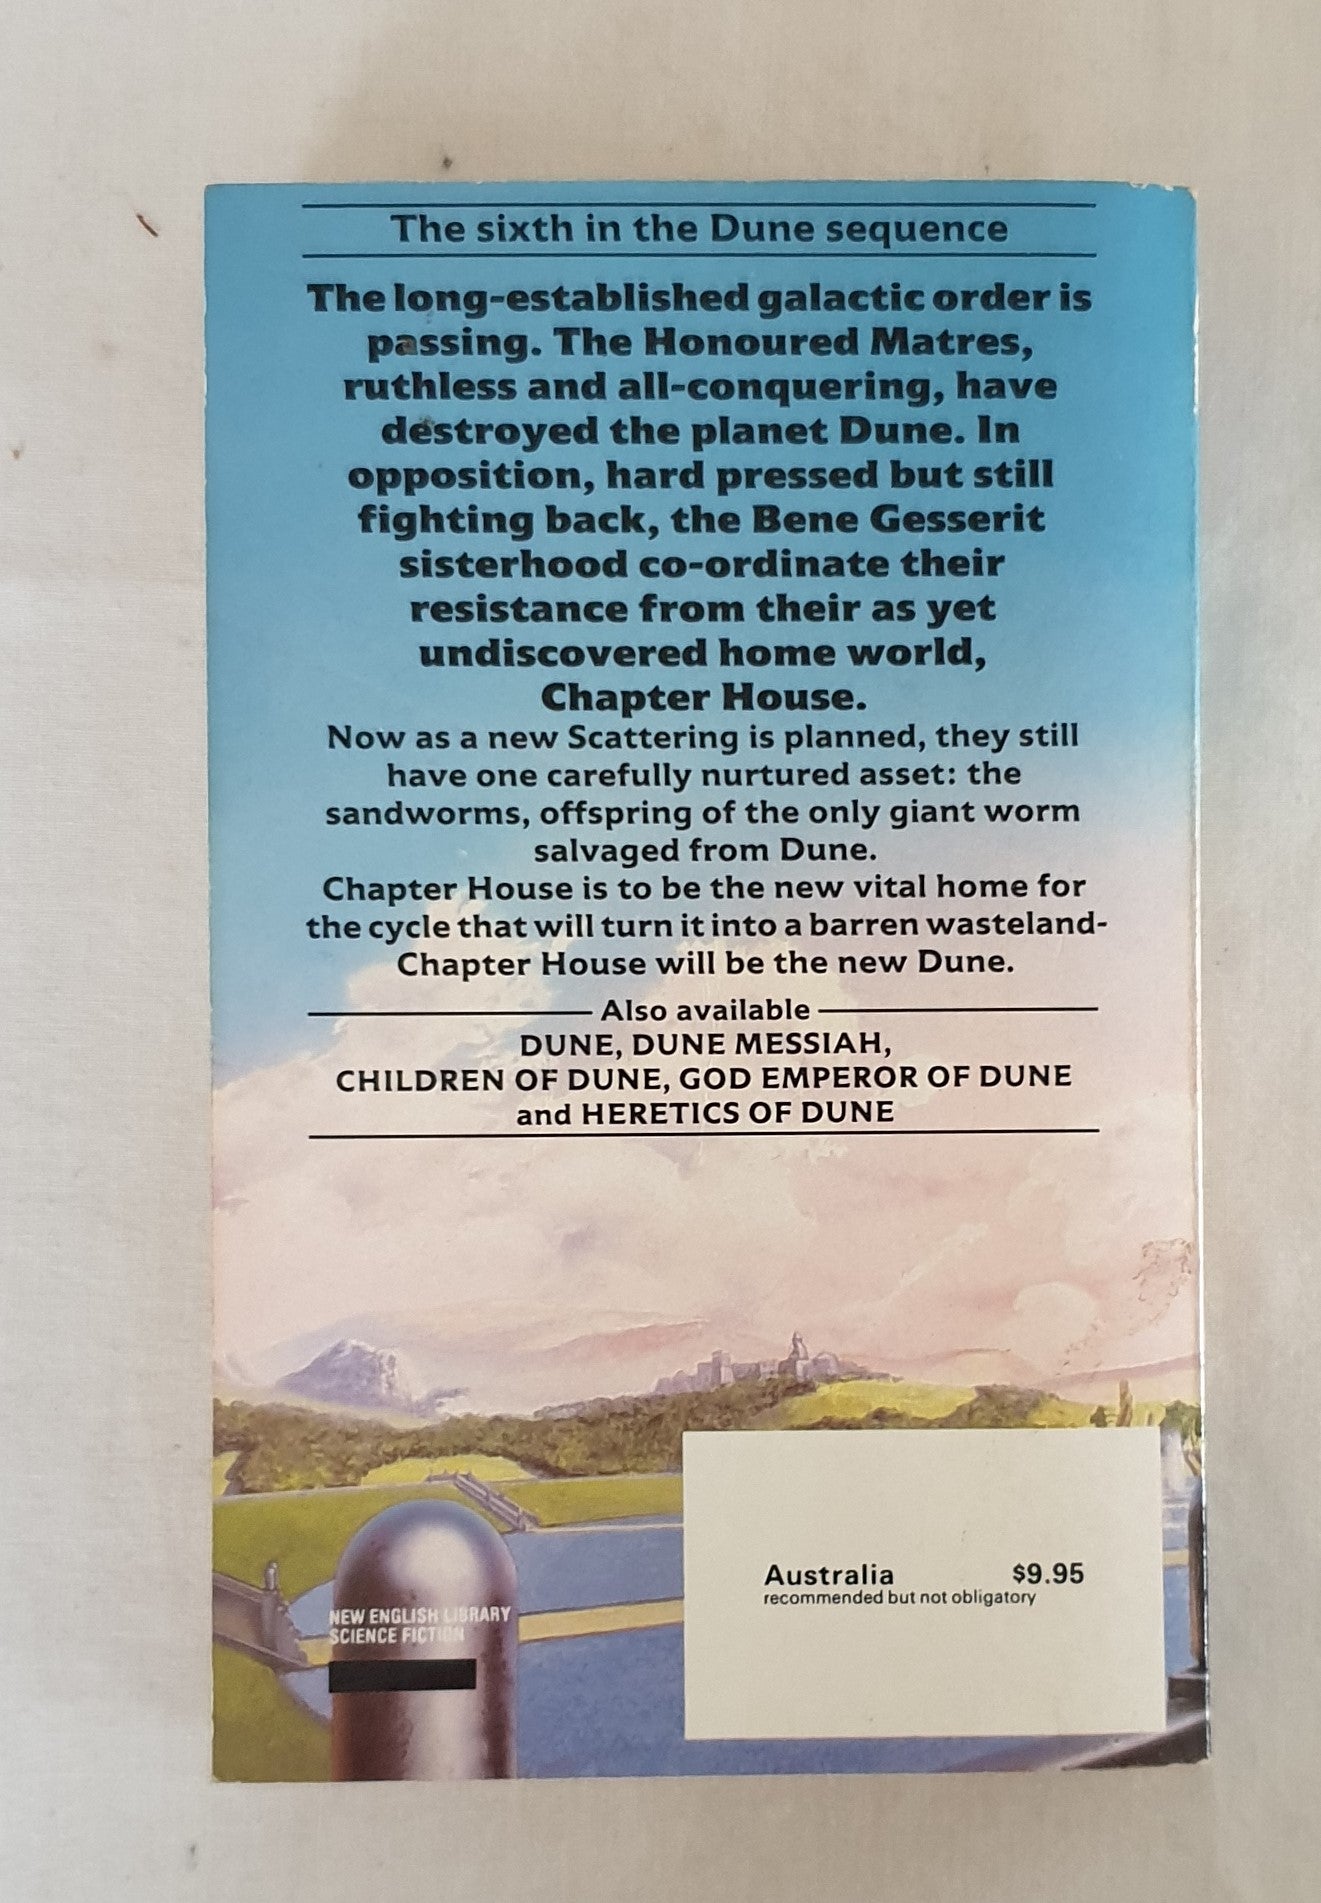 The sixth in the Dune sequence
The long-established galactic order is
passing. The Honoured Matres,
ruthless and all-conquering, have
destroyed the planet Dune. In
opposition, hard pressed but still
fighting back, the Bene Gesserit
sisterhood co-ordinate their
resistance from their as yet
undiscovered home world,
Chapter House.
Now as a new Scattering is planned, they still
have one carefully nurtured asset: the
sandworms, offspring of the only giant worm
salvaged from Dune.
Chapter House is to be the new vital home for
the cycle that will turn it into a barren wasteland-
Chapter House will be the new Dune.
Also available
DUNE, DUNE MESSIAH,
CHILDREN OF DUNE, GOD EMPEROR OF DUNE
and HERETICS OF DUNE
NEW ENGLISH LIBRARY
SCIENCE FICTION
Australia $9.95
recommended but not obligatory